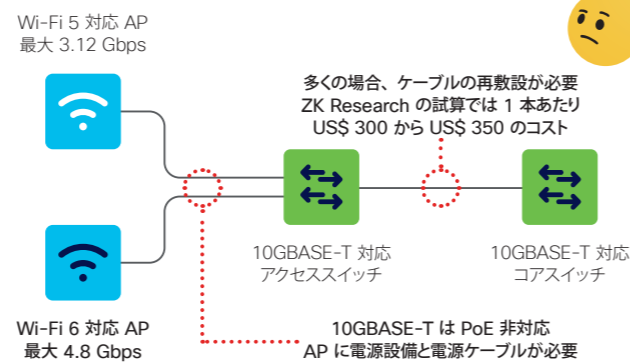 Wi-Fi 5 対応 AP
最大 3.12 Gbps
多くの場合、ケーブルの再敷設が必要
ZK Research の試算では 1 本あたり
US$ 300 から US$ 350 のコスト
10GBASE-T 対応
アクセススイッチ
10GBASE-T 対応
コアスイッチ
Wi-Fi 6 対応 AP
最大 4.8 Gbps
10GBASE-T は PoE 非対応
AP に電源設備と電源ケーブルが必要